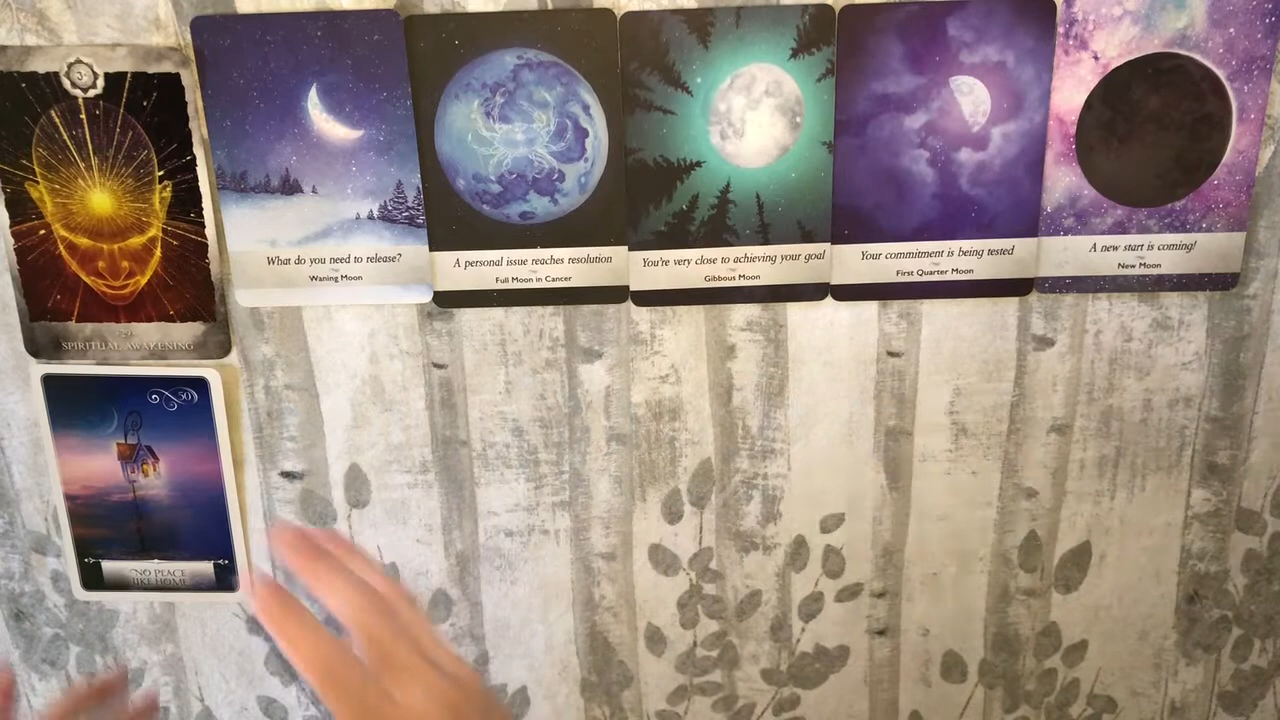 3
29
SPIRITUAL AWAKENING
What do you need to release?
Waning Moon
A personal issue reaches resolution
Full Moon in Cancer
You're very close to achieving your goal
Gibbous Moon
Your commitment is being tested
First Quarter Moon
A new start is coming!
New Moon
50
NO PLACE
LIKE HOME